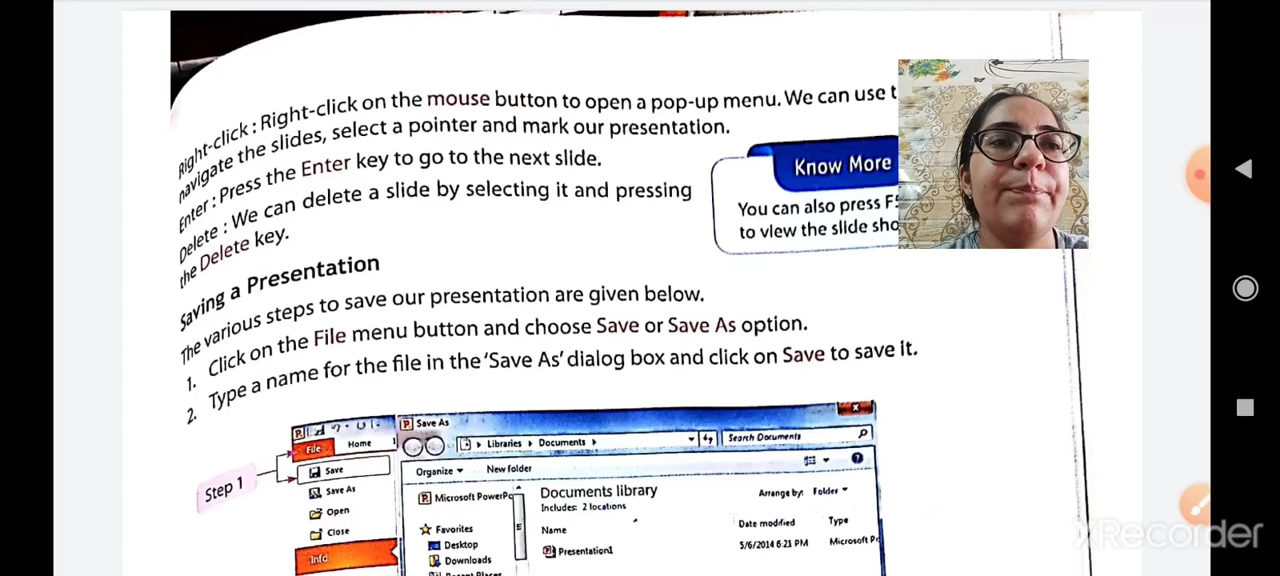 Right-click : Right-click on the mouse button to open a pop-up menu. We can use
navigate the slides, select a pointer and mark our presentation.
Enter : Press the Enter key to go to the next slide.
Delete : We can delete a slide by selecting it and pressing
the Delete key.
Know More
You can also press
to view the slide
Saving a Presentation
The various steps to save our presentation are given below.
1. Click on the File menu button and choose Save or Save As option.
2. Type a name for the file in the 'Save As' dialog box and click on Save to save it.
Step 1
File Home
Save
Save As
Open
Close
Info
Save As
Libraries Documents
Search Documents
Organize New folder
Microsoft
Favorites
Desktop
Downloads
Documents library
Includes: 2 locations
Arrange by: Folder
Name Date modified Type
Presentation1 5/6/2014 6:21 PM Microsoft
XRecorder